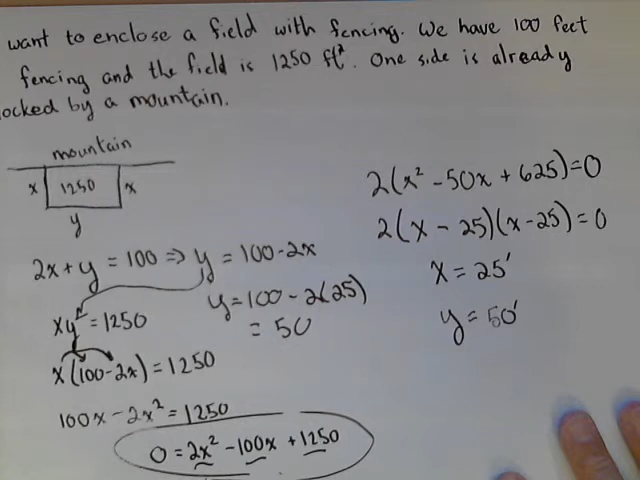 want to enclose a field with fencing. We have 100 feet
fencing and the field is 1250 ft². One side is already
locked by a mountain.
mountain
x 1250 x
y
2x + y = 100 => y = 100 - 2x
y = 100 - 2(25)
= 50
xy = 1250
x(100 - 2x) = 1250
100x - 2x² = 1250
0 = 2x² - 100x + 1250
2(x² - 50x + 625) = 0
2(x - 25)(x - 25) = 0
x = 25'
y = 50'